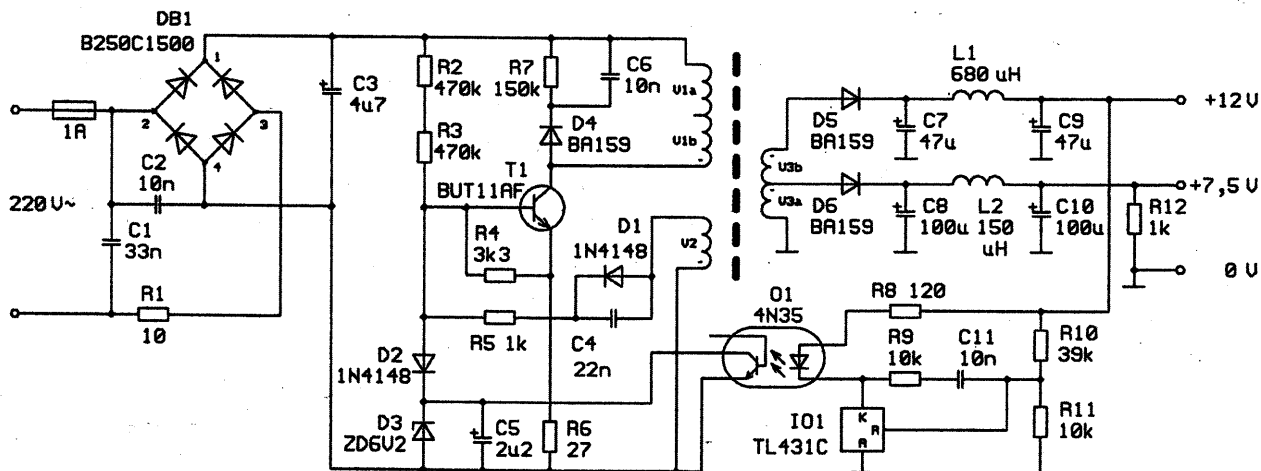 DB1
B250C1500
1
2
3
4
1A
C2
10n
220V~
C1
33n
R1
10
C3
4u7
R2
470k
R3
470k
R7
150k
C6
10n
D4
BA159
T1
BUT11AF
R4
3k3
D1
1N4148
R5 1k
C4
22n
D2
1N4148
D3
ZD6V2
C5
2u2
R6
27
V1a
V1b
V2
V3b
V3a
D5
BA159
D6
BA159
C7
47u
L1
680 uH
C9
47u
+12V
C8
100u
L2
150
uH
C10
100u
+7,5 V
R12
1k
0 V
O1
4N35
R8 120
R9
10k
C11
10n
R10
39k
R11
10k
IO1
TL431C
K
R
A